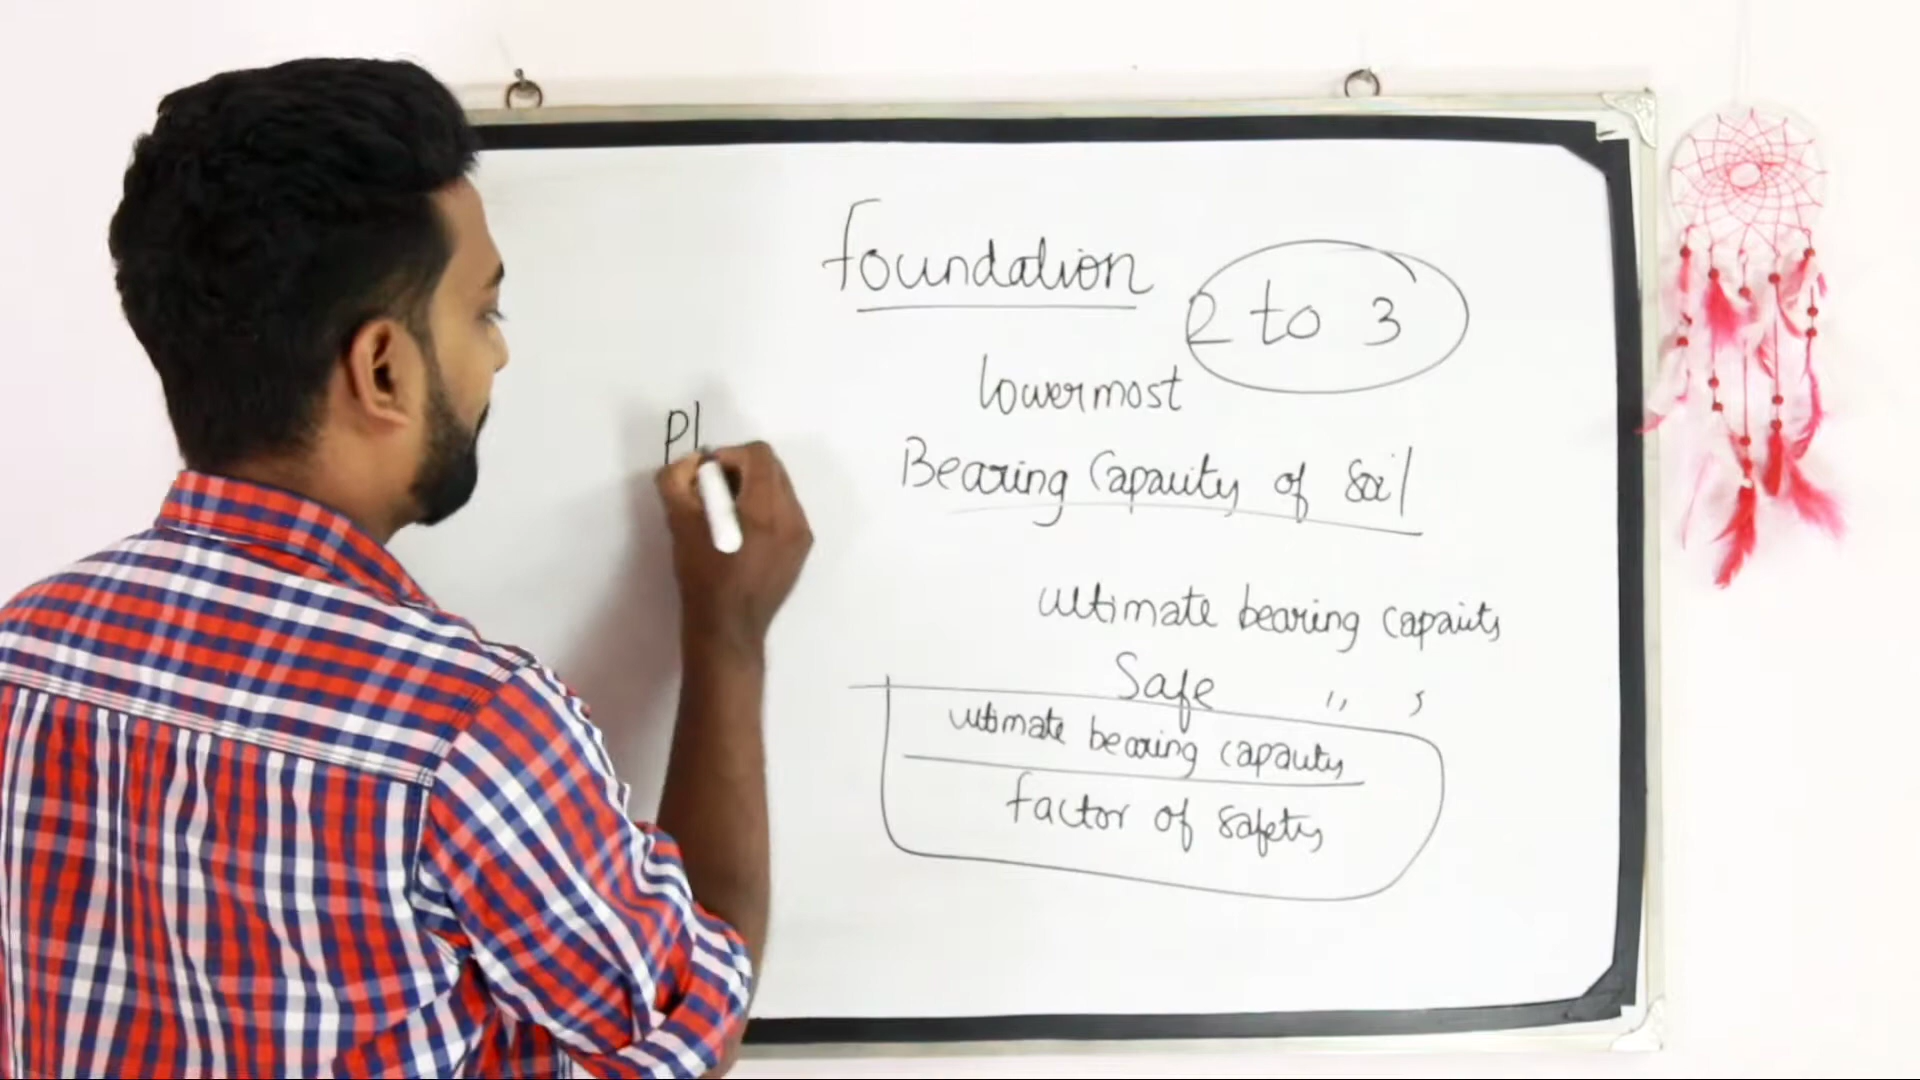 Foundation
2 to 3
lowermost
Bearing Capacity of Soil
Pl
ultimate bearing capacity
Safe " "
ultimate bearing capacity
factor of safety